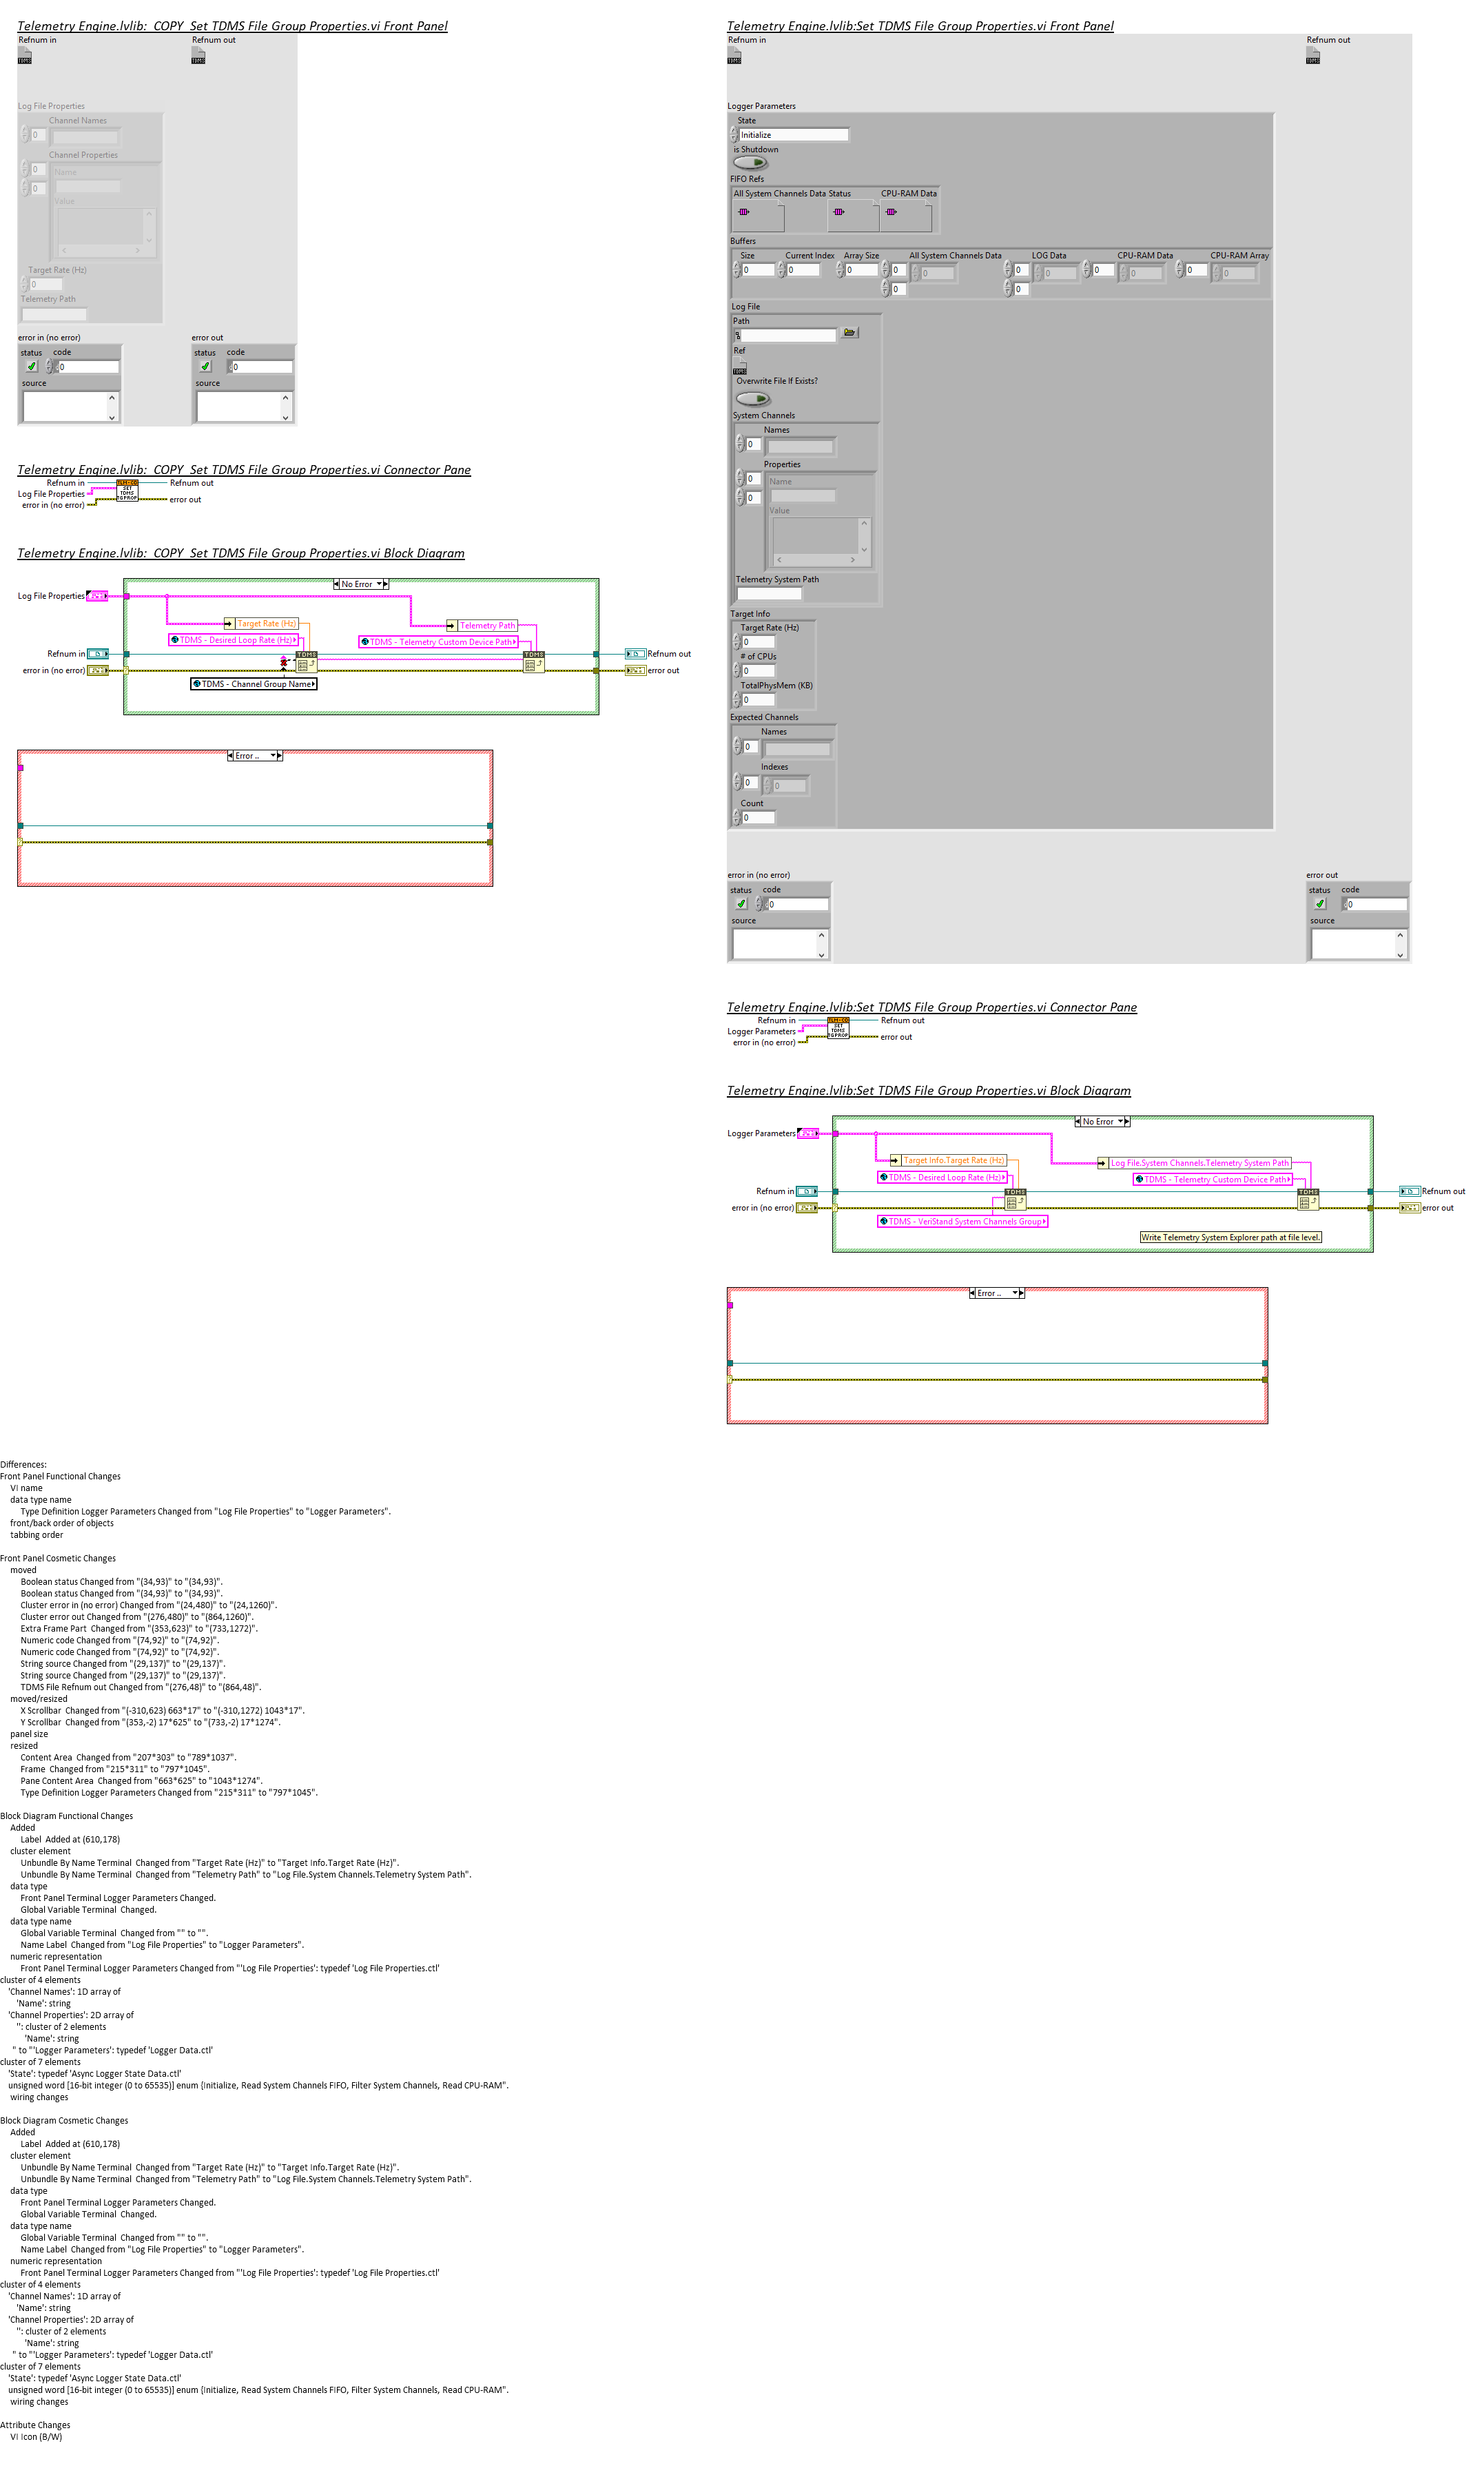 Telemetry Engine.lvlib:_COPY_Set TDMS File Group Properties.vi Front Panel
Refnum in
Refnum out
TDMS
TDMS
Log File Properties
Channel Names
0
Channel Properties
0
Name
0
Value
Target Rate (Hz)
0
Telemetry Path
error in (no error)
error out
status code
0
source
status code
0
source
Telemetry Engine.lvlib:_COPY_Set TDMS File Group Properties.vi Connector Pane
Refnum in
Refnum out
Log File Properties
error in (no error)
error out
SET
TDMS
Telemetry Engine.lvlib:_COPY_Set TDMS File Group Properties.vi Block Diagram
No Error
Log File Properties
Target Rate (Hz)
Telemetry Path
TDMS - Desired Loop Rate (Hz)
TDMS - Telemetry Custom Device Path
Refnum in
TDMS
TDMS
Refnum out
error in (no error)
error out
TDMS - Channel Group Name
Error ..
Telemetry Engine.lvlib:Set TDMS File Group Properties.vi Front Panel
Refnum in
Refnum out
TDMS
TDMS
Logger Parameters
State
Initialize
is Shutdown
FIFO Refs
All System Channels Data Status CPU-RAM Data
Buffers
Size Current Index Array Size All System Channels Data LOG Data CPU-RAM Data CPU-RAM Array
0 0 0 0 0 0 0 0 0 0 0
0 0
Log File
Path
Ref
TDMS
Overwrite File If Exists?
System Channels
Names
0
Properties
0
Name
0
Value
Telemetry System Path
Target Info
Target Rate (Hz)
0
# of CPUs
0
TotalPhysMem (KB)
0
Expected Channels
Names
0
Indexes
0 0
Count
0
error in (no error)
error out
status code
0
source
status code
0
source
Telemetry Engine.lvlib:Set TDMS File Group Properties.vi Connector Pane
Refnum in
Refnum out
Logger Parameters
error in (no error)
error out
SET
TDMS
Telemetry Engine.lvlib:Set TDMS File Group Properties.vi Block Diagram
No Error
Logger Parameters
Target Info.Target Rate (Hz)
Log File.System Channels.Telemetry System Path
TDMS - Desired Loop Rate (Hz)
TDMS - Telemetry Custom Device Path
Refnum in
TDMS
TDMS
Refnum out
error in (no error)
error out
TDMS - VeriStand System Channels Group
Write Telemetry System Explorer path at file level.
Error ..
Differences:
Front Panel Functional Changes
VI name
data type name
Type Definition Logger Parameters Changed from "Log File Properties" to "Logger Parameters".
front/back order of objects
tabbing order
Front Panel Cosmetic Changes
moved
Boolean status Changed from "(34,93)" to "(34,93)".
Boolean status Changed from "(34,93)" to "(34,93)".
Cluster error in (no error) Changed from "(24,480)" to "(24,1260)".
Cluster error out Changed from "(276,480)" to "(864,1260)".
Extra Frame Part  Changed from "(353,623)" to "(733,1272)".
Numeric code Changed from "(74,92)" to "(74,92)".
Numeric code Changed from "(74,92)" to "(74,92)".
String source Changed from "(29,137)" to "(29,137)".
String source Changed from "(29,137)" to "(29,137)".
TDMS File Refnum out Changed from "(276,48)" to "(864,48)".
moved/resized
X Scrollbar  Changed from "(-310,623) 663*17" to "(-310,1272) 1043*17".
Y Scrollbar  Changed from "(353,-2) 17*625" to "(733,-2) 17*1274".
panel size
resized
Content Area  Changed from "207*303" to "789*1037".
Frame  Changed from "215*311" to "797*1045".
Pane Content Area  Changed from "663*625" to "1043*1274".
Type Definition Logger Parameters Changed from "215*311" to "797*1045".
Block Diagram Functional Changes
Added
Label  Added at (610,178)
cluster element
Unbundle By Name Terminal  Changed from "Target Rate (Hz)" to "Target Info.Target Rate (Hz)".
Unbundle By Name Terminal  Changed from "Telemetry Path" to "Log File.System Channels.Telemetry System Path".
data type
Front Panel Terminal Logger Parameters Changed.
Global Variable Terminal  Changed.
data type name
Global Variable Terminal  Changed from "" to "".
Name Label  Changed from "Log File Properties" to "Logger Parameters".
numeric representation
Front Panel Terminal Logger Parameters Changed from "'Log File Properties': typedef 'Log File Properties.ctl'
cluster of 4 elements
'Channel Names': 1D array of
'Name': string
'Channel Properties': 2D array of
'': cluster of 2 elements
'Name': string
" to "'Logger Parameters': typedef 'Logger Data.ctl'
cluster of 7 elements
'State': typedef 'Async Logger State Data.ctl'
unsigned word [16-bit integer (0 to 65535)] enum {Initialize, Read System Channels FIFO, Filter System Channels, Read CPU-RAM".
wiring changes
Block Diagram Cosmetic Changes
Added
Label  Added at (610,178)
cluster element
Unbundle By Name Terminal  Changed from "Target Rate (Hz)" to "Target Info.Target Rate (Hz)".
Unbundle By Name Terminal  Changed from "Telemetry Path" to "Log File.System Channels.Telemetry System Path".
data type
Front Panel Terminal Logger Parameters Changed.
Global Variable Terminal  Changed.
data type name
Global Variable Terminal  Changed from "" to "".
Name Label  Changed from "Log File Properties" to "Logger Parameters".
numeric representation
Front Panel Terminal Logger Parameters Changed from "'Log File Properties': typedef 'Log File Properties.ctl'
cluster of 4 elements
'Channel Names': 1D array of
'Name': string
'Channel Properties': 2D array of
'': cluster of 2 elements
'Name': string
" to "'Logger Parameters': typedef 'Logger Data.ctl'
cluster of 7 elements
'State': typedef 'Async Logger State Data.ctl'
unsigned word [16-bit integer (0 to 65535)] enum {Initialize, Read System Channels FIFO, Filter System Channels, Read CPU-RAM".
wiring changes
Attribute Changes
VI Icon (B/W)